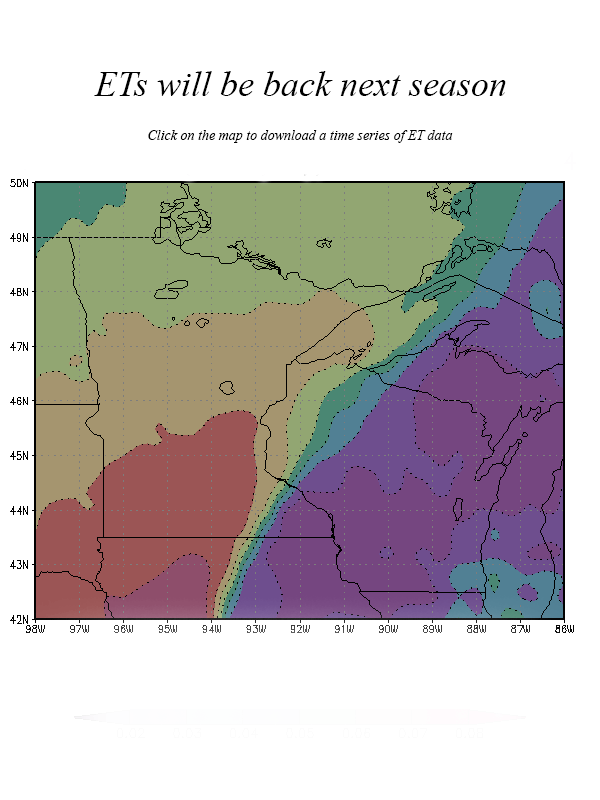 ETs will be back next season
Click on the map to download a time series of ET data
50N
49N
48N
47N
46N
45N
44N
43N
42N
98W 97W 96W 95W 94W 93W 92W 91W 90W 89W 88W 87W 86W